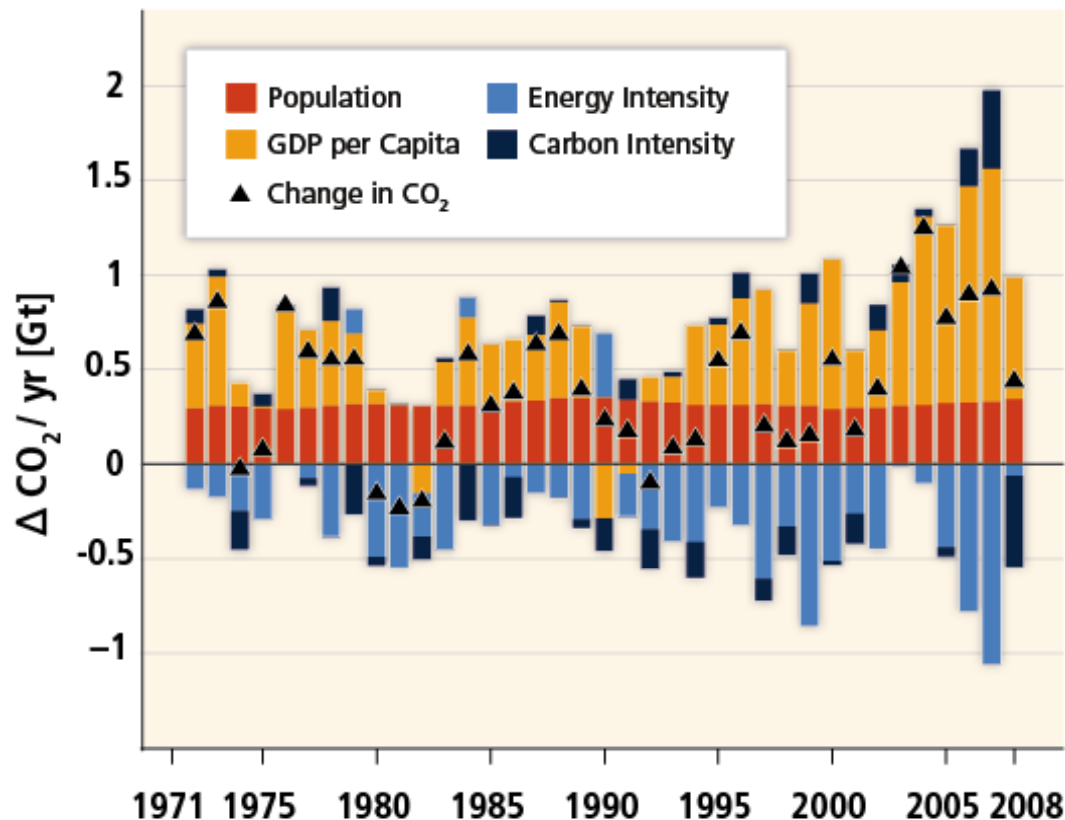 Δ CO₂/ yr [Gt]
2
1.5
1
0.5
0
-0.5
−1
Population
Energy Intensity
GDP per Capita
Carbon Intensity
Change in CO₂
1971 1975 1980 1985 1990 1995 2000 2005 2008